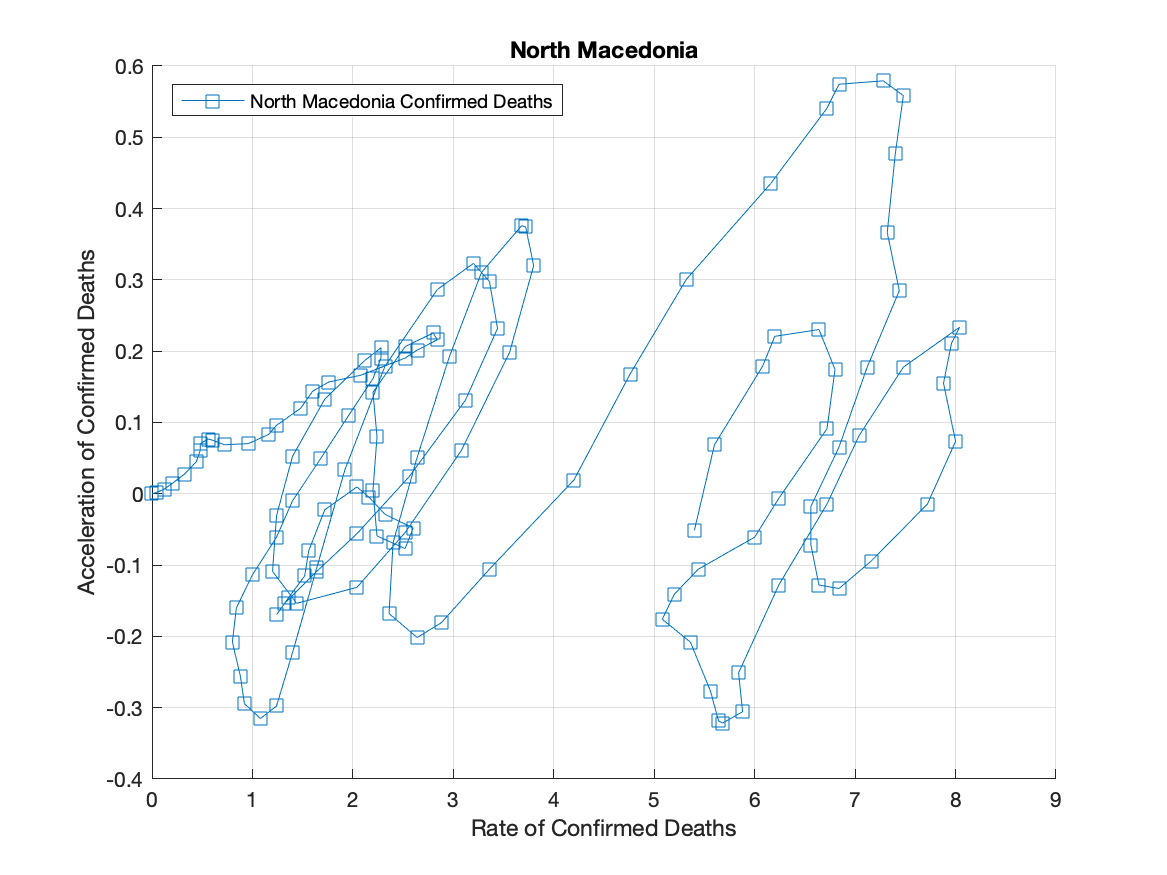 North Macedonia
North Macedonia Confirmed Deaths
0.6
0.5
0.4
0.3
0.2
0.1
0
-0.1
-0.2
-0.3
-0.4
Acceleration of Confirmed Deaths
0 1 2 3 4 5 6 7 8 9
Rate of Confirmed Deaths